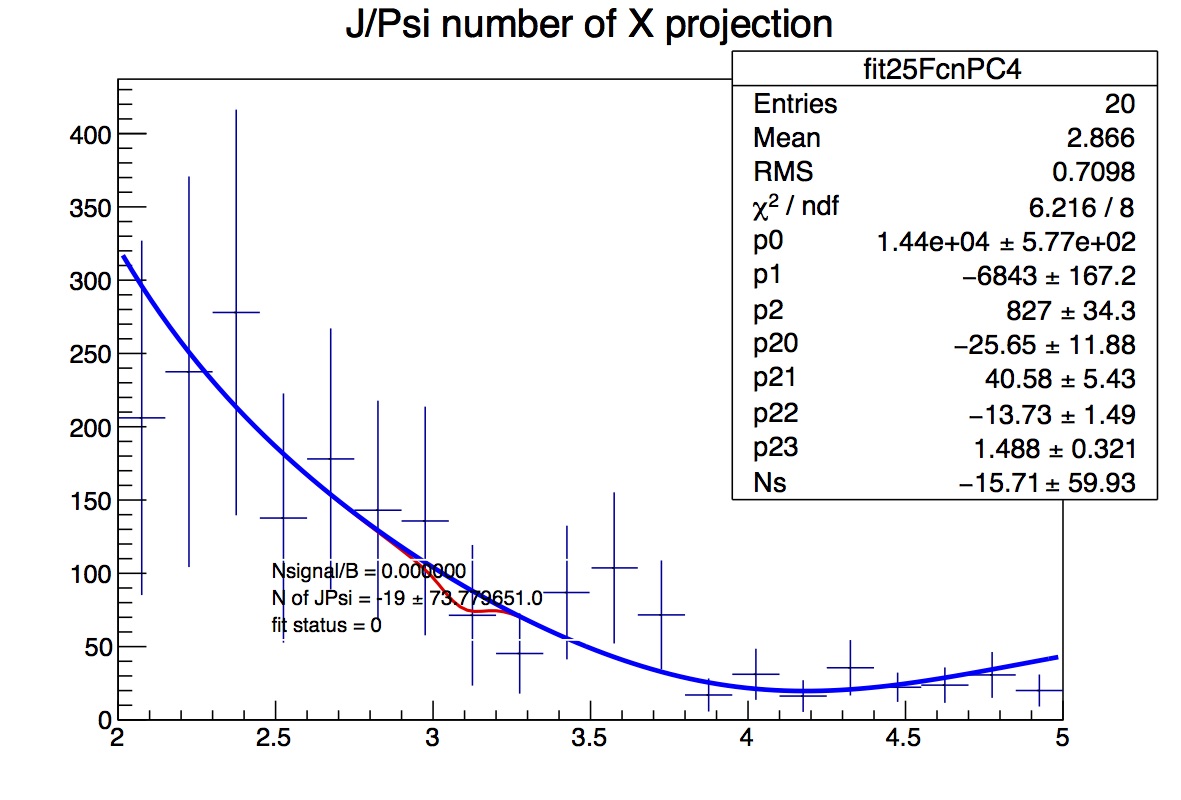 J/Psi number of X projection
fit25FcnPC4
Entries 20
Mean 2.866
RMS 0.7098
χ² / ndf 6.216 / 8
p0 1.44e+04 ± 5.77e+02
p1 −6843 ± 167.2
p2 827 ± 34.3
p20 −25.65 ± 11.88
p21 40.58 ± 5.43
p22 −13.73 ± 1.49
p23 1.488 ± 0.321
Ns −15.71 ± 59.93
400
350
300
250
200
150
100
50
0
Nsignal/B = 0.000000
N of JPsi = -19 ± 73.779651.0
fit status = 0
2 2.5 3 3.5 4 4.5 5